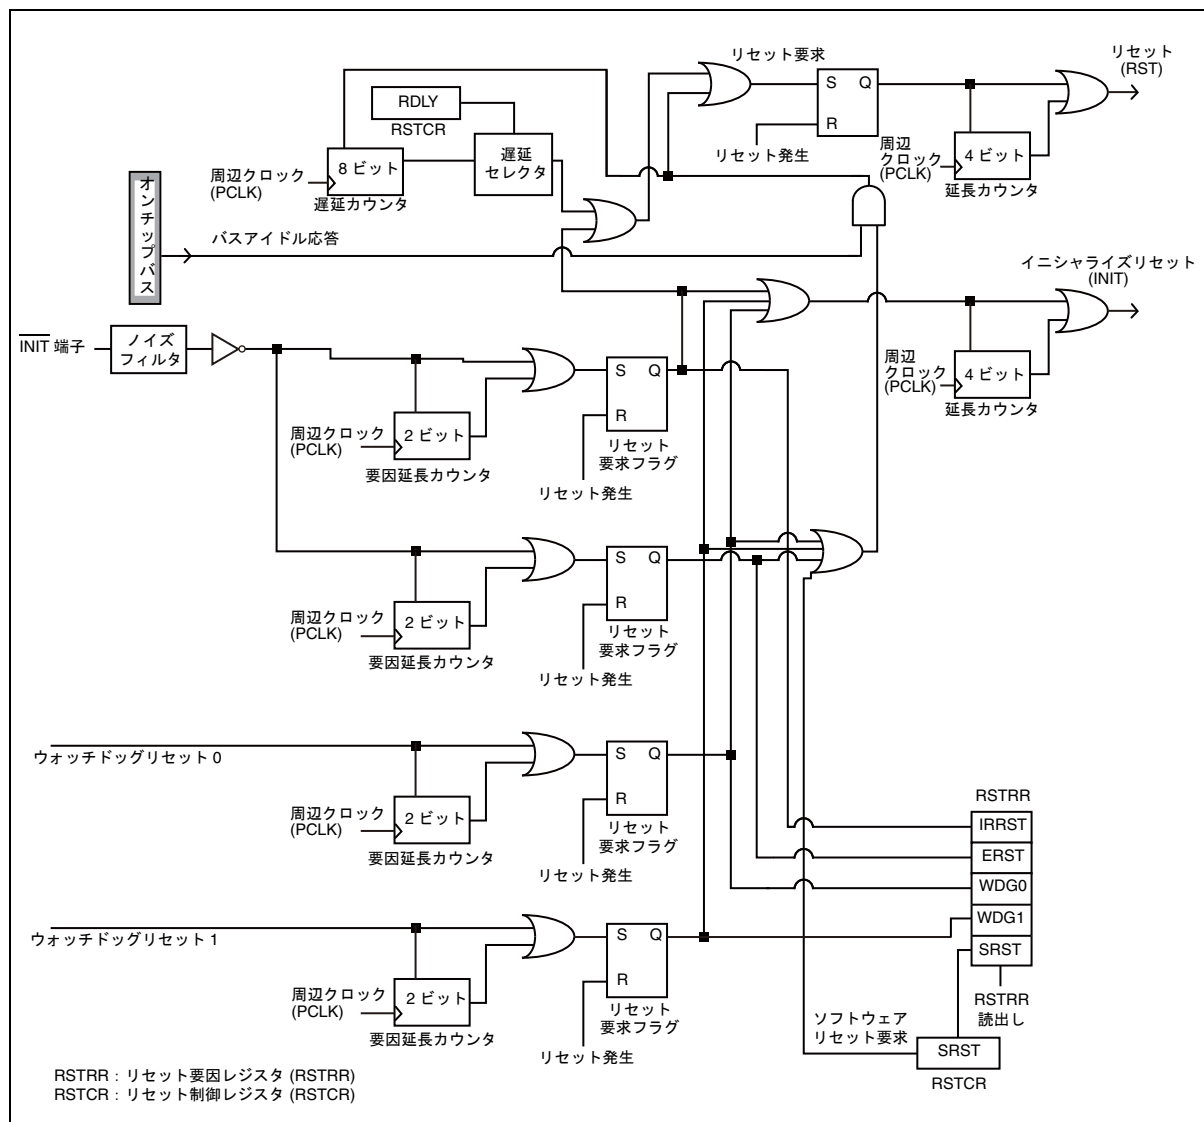 リセット要求
リセット
(RST)
RDLY
RSTCR
S
Q
R
遅延
セレクタ
リセット発生
周辺
クロック
(PCLK)
4 ビット
延長カウンタ
周辺クロック
(PCLK)
8 ビット
遅延カウンタ
オンチップバス
バスアイドル応答
イニシャライズリセット
(INIT)
INIT 端子
ノイズ
フィルタ
周辺
クロック
(PCLK)
4 ビット
延長カウンタ
S
Q
R
周辺クロック
(PCLK)
2 ビット
要因延長カウンタ
リセット
要求フラグ
リセット発生
S
Q
R
周辺クロック
(PCLK)
2 ビット
要因延長カウンタ
リセット
要求フラグ
リセット発生
ウォッチドッグリセット 0
S
Q
R
周辺クロック
(PCLK)
2 ビット
要因延長カウンタ
リセット
要求フラグ
リセット発生
RSTRR
IRRST
ERST
WDG0
WDG1
SRST
RSTRR
読出し
ウォッチドッグリセット 1
S
Q
R
周辺クロック
(PCLK)
2 ビット
要因延長カウンタ
リセット
要求フラグ
リセット発生
ソフトウェア
リセット要求
SRST
RSTCR
RSTRR : リセット要因レジスタ (RSTRR)
RSTCR : リセット制御レジスタ (RSTCR)